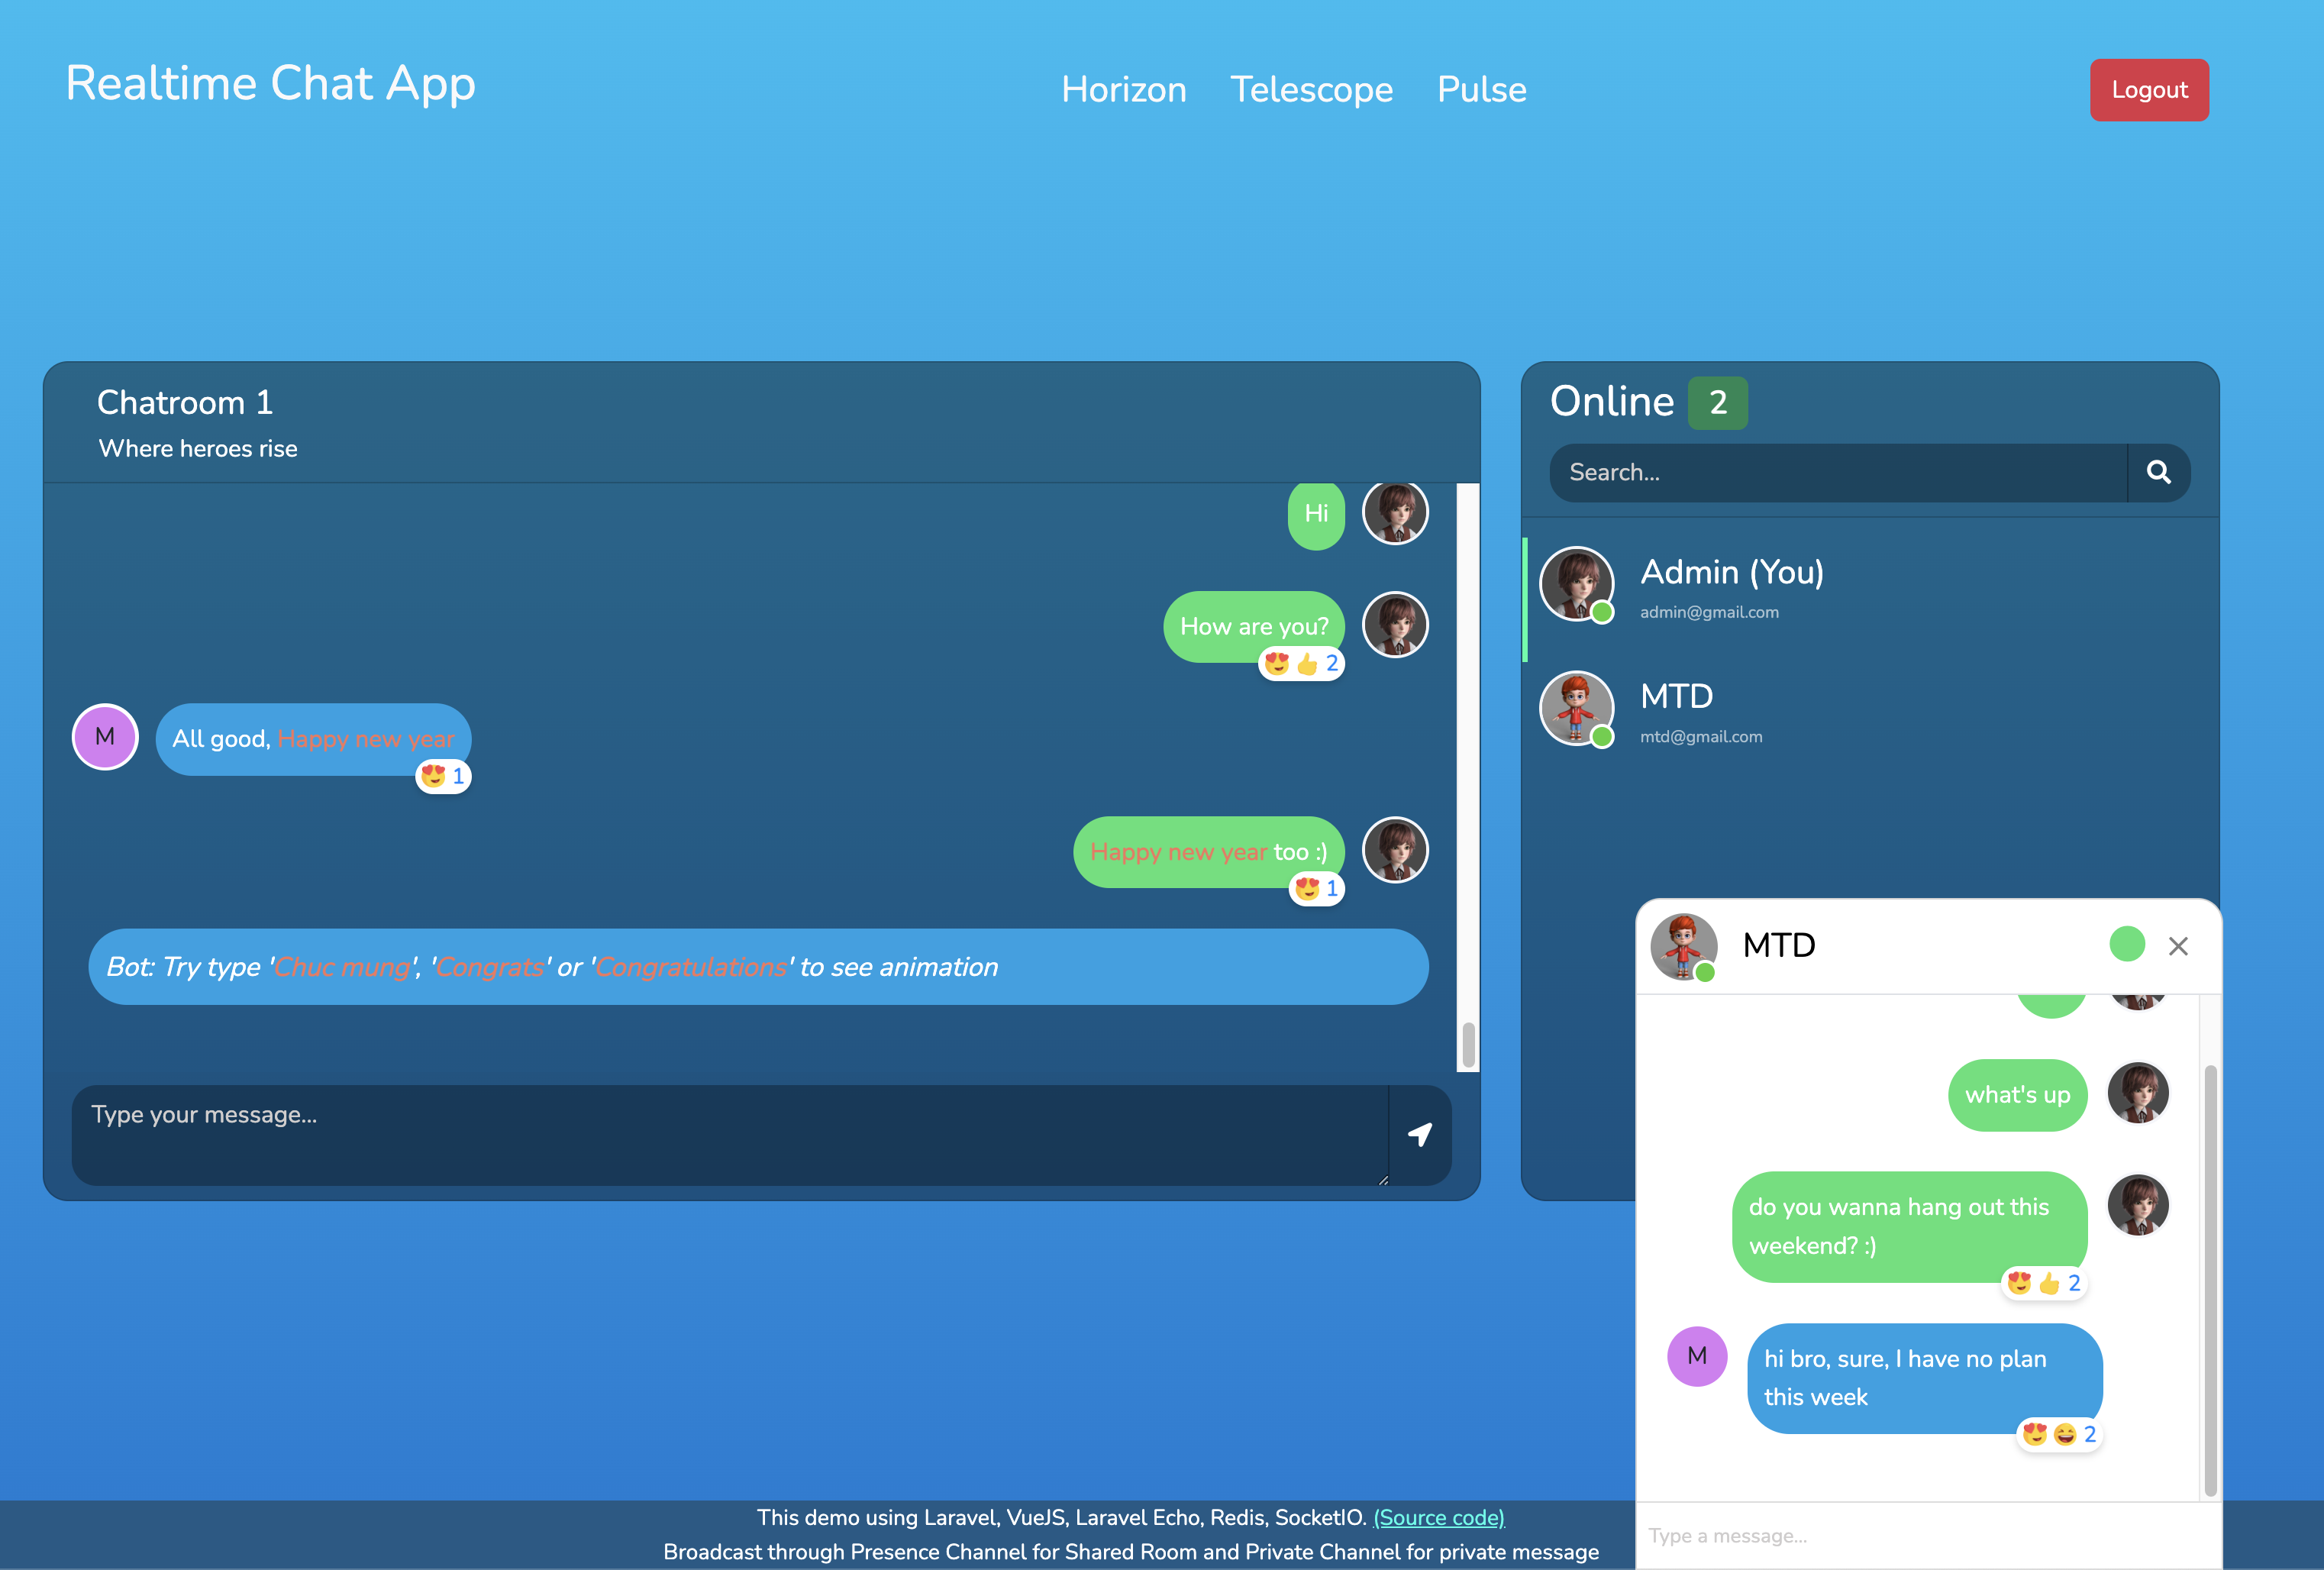 Realtime Chat App
Horizon Telescope Pulse
Logout
Chatroom 1
Where heroes rise
Hi
How are you?
2
M
All good, Happy new year
1
Happy new year too :)
1
Bot: Try type 'Chuc mung', 'Congrats' or 'Congratulations' to see animation
Type your message...
Online 2
Search...
Admin (You)
admin@gmail.com
MTD
mtd@gmail.com
MTD
what's up
do you wanna hang out this
weekend? :)
2
M
hi bro, sure, I have no plan
this week
2
Type a message...
This demo using Laravel, VueJS, Laravel Echo, Redis, SocketIO. (Source code)
Broadcast through Presence Channel for Shared Room and Private Channel for private message